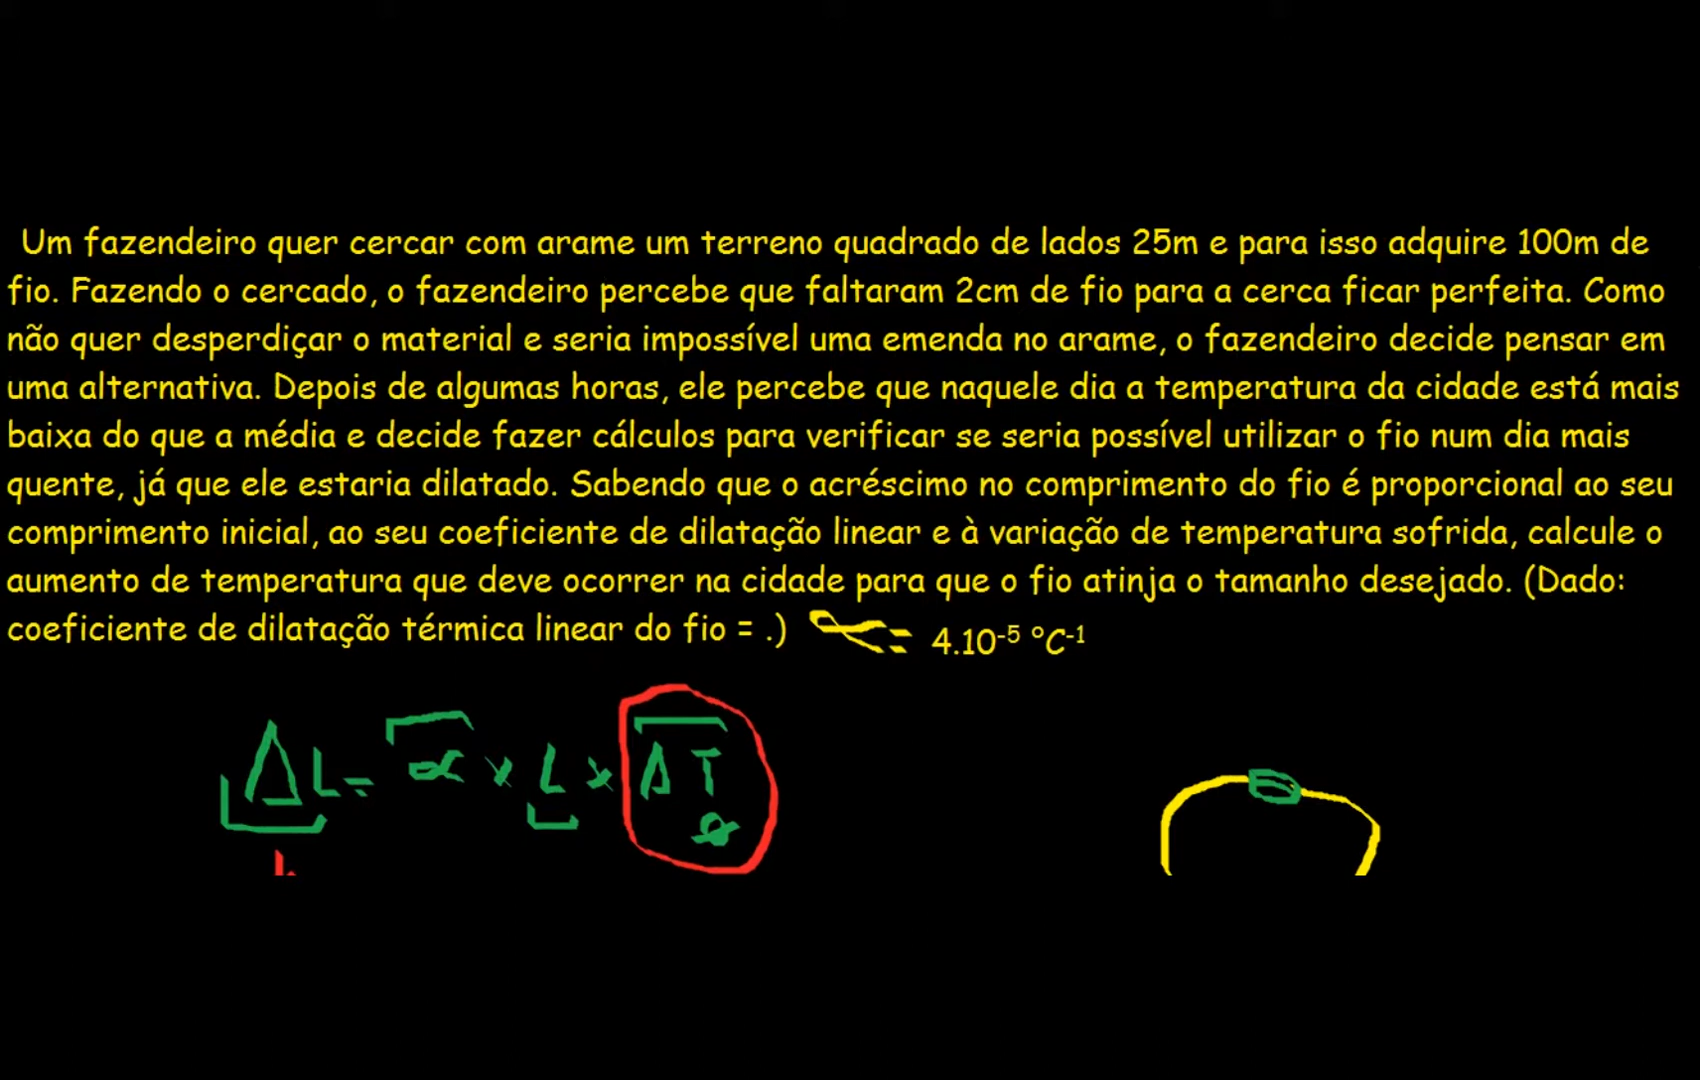 Um fazendeiro quer cercar com arame um terreno quadrado de lados 25m e para isso adquire 100m de
fio. Fazendo o cercado, o fazendeiro percebe que faltaram 2cm de fio para a cerca ficar perfeita. Como
não quer desperdiçar o material e seria impossível uma emenda no arame, o fazendeiro decide pensar em
uma alternativa. Depois de algumas horas, ele percebe que naquele dia a temperatura da cidade está mais
baixa do que a média e decide fazer cálculos para verificar se seria possível utilizar o fio num dia mais
quente, já que ele estaria dilatado. Sabendo que o acréscimo no comprimento do fio é proporcional ao seu
comprimento inicial, ao seu coeficiente de dilatação linear e à variação de temperatura sofrida, calcule o
aumento de temperatura que deve ocorrer na cidade para que o fio atinja o tamanho desejado. (Dado:
coeficiente de dilatação térmica linear do fio = .) α = 4.10⁻⁵ °C⁻¹
ΔL = α × L × ΔT